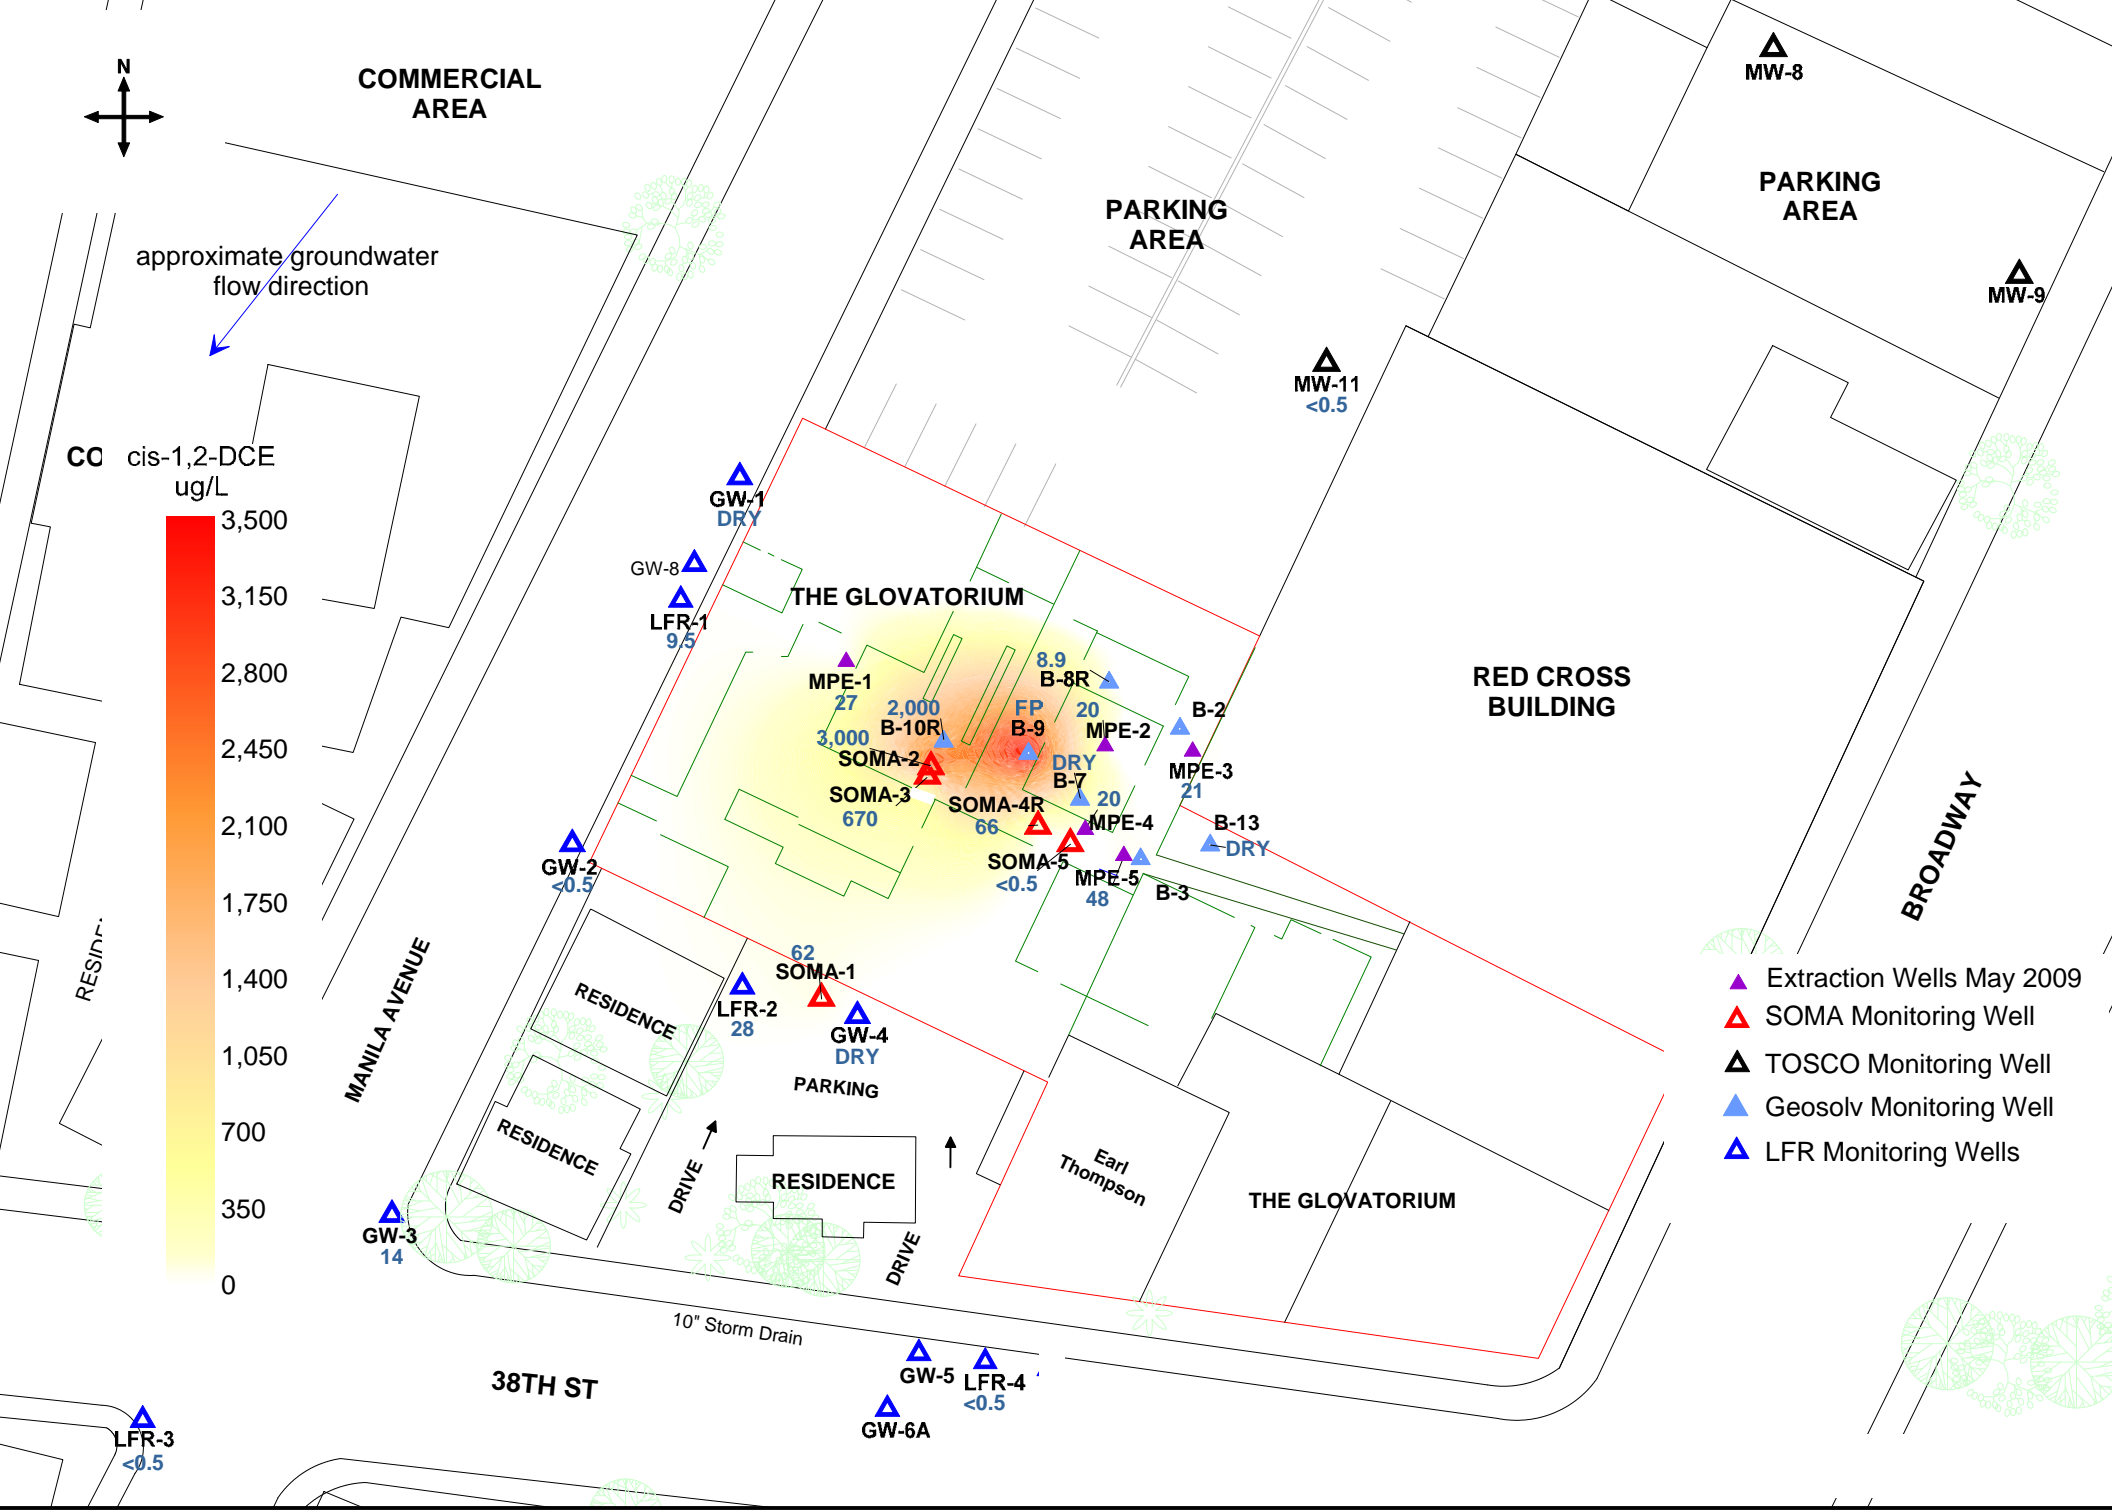 N
COMMERCIAL
AREA
MW-8
PARKING
AREA
PARKING
AREA
approximate groundwater
flow direction
MW-9
MW-11
<0.5
CO
cis-1,2-DCE
ug/L
3,500
3,150
2,800
2,450
2,100
1,750
1,400
1,050
700
350
0
GW-1
DRY
GW-8
LFR-1
9.5
THE GLOVATORIUM
MPE-1
27
8.9
B-8R
2,000
B-10R
FP
B-9
20
MPE-2
B-2
3,000
SOMA-2
DRY
B-7
MPE-3
21
SOMA-3
670
SOMA-4R
66
20
MPE-4
B-13
DRY
SOMA-5
<0.5
MPE-5
48
B-3
RED CROSS
BUILDING
GW-2
<0.5
BROADWAY
62
SOMA-1
LFR-2
28
GW-4
DRY
PARKING
RESIDENCE
RESIDENCE
RESIDENCE
MANILA AVENUE
DRIVE
DRIVE
Earl
Thompson
THE GLOVATORIUM
GW-3
14
10" Storm Drain
38TH ST
GW-5
LFR-4
<0.5
GW-6A
LFR-3
<0.5
Extraction Wells May 2009
SOMA Monitoring Well
TOSCO Monitoring Well
Geosolv Monitoring Well
LFR Monitoring Wells